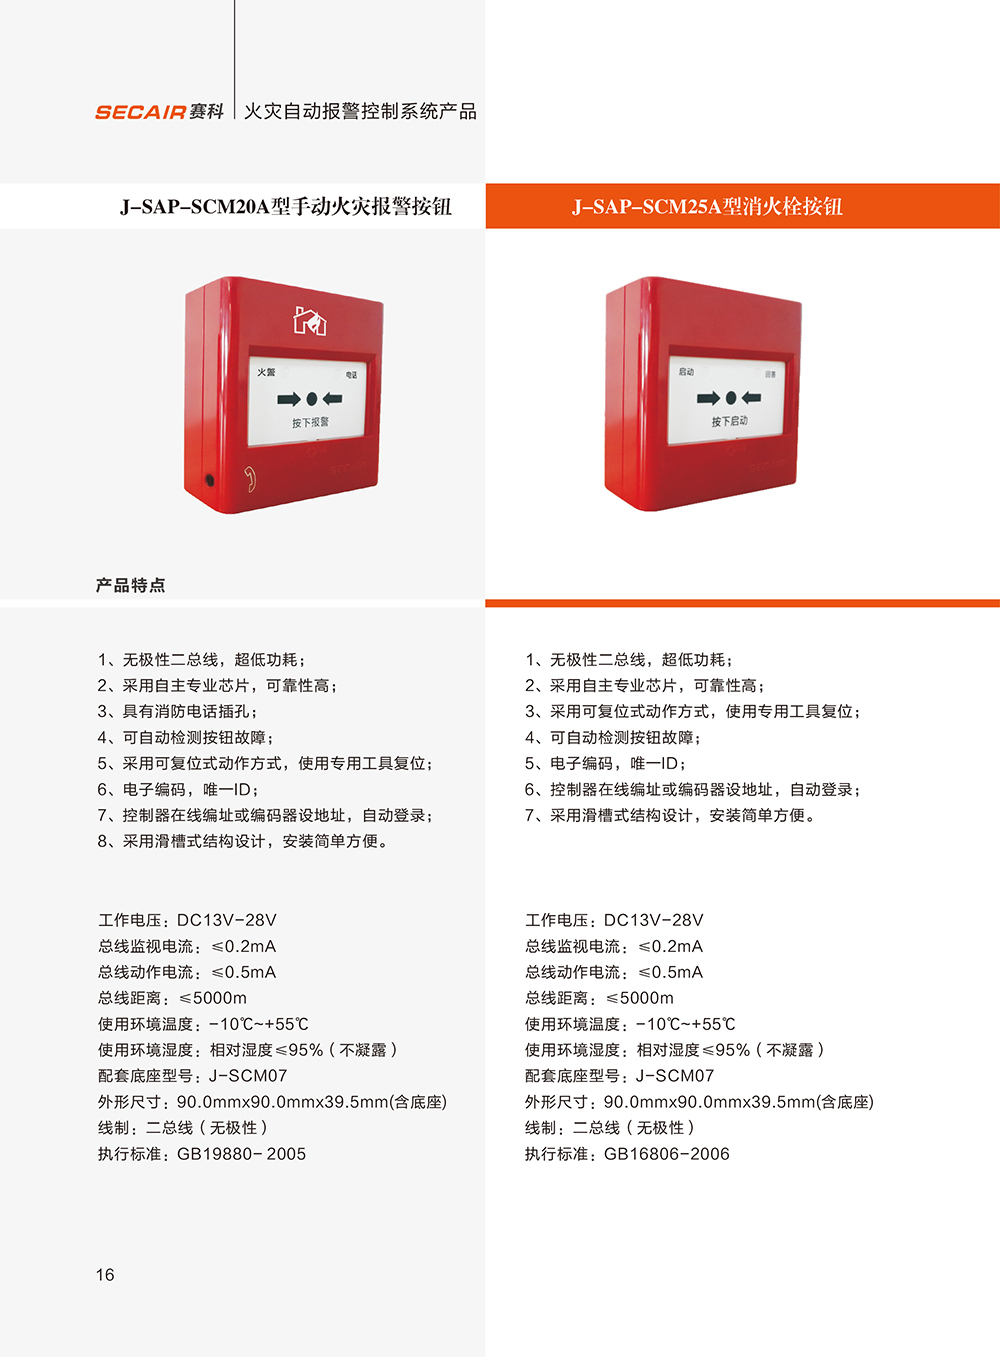 SECAIR 赛科 火灾自动报警控制系统产品
J-SAP-SCM20A型手动火灾报警按钮
火警 电话
按下报警
产品特点
1、无极性二总线，超低功耗；
2、采用自主专业芯片，可靠性高；
3、具有消防电话插孔；
4、可自动检测按钮故障；
5、采用可复位式动作方式，使用专用工具复位；
6、电子编码，唯一ID；
7、控制器在线编址或编码器设地址，自动登录；
8、采用滑槽式结构设计，安装简单方便。
工作电压：DC13V-28V
总线监视电流：≤0.2mA
总线动作电流：≤0.5mA
总线距离：≤5000m
使用环境温度：-10℃~+55℃
使用环境湿度：相对湿度≤95%（不凝露）
配套底座型号：J-SCM07
外形尺寸：90.0mmx90.0mmx39.5mm(含底座)
线制：二总线（无极性）
执行标准：GB19880- 2005
J-SAP-SCM25A型消火栓按钮
启动 回答
按下启动
SECAIR
1、无极性二总线，超低功耗；
2、采用自主专业芯片，可靠性高；
3、采用可复位式动作方式，使用专用工具复位；
4、可自动检测按钮故障；
5、电子编码，唯一ID；
6、控制器在线编址或编码器设地址，自动登录；
7、采用滑槽式结构设计，安装简单方便。
工作电压：DC13V-28V
总线监视电流：≤0.2mA
总线动作电流：≤0.5mA
总线距离：≤5000m
使用环境温度：-10℃~+55℃
使用环境湿度：相对湿度≤95%（不凝露）
配套底座型号：J-SCM07
外形尺寸：90.0mmx90.0mmx39.5mm(含底座)
线制：二总线（无极性）
执行标准：GB16806-2006
16